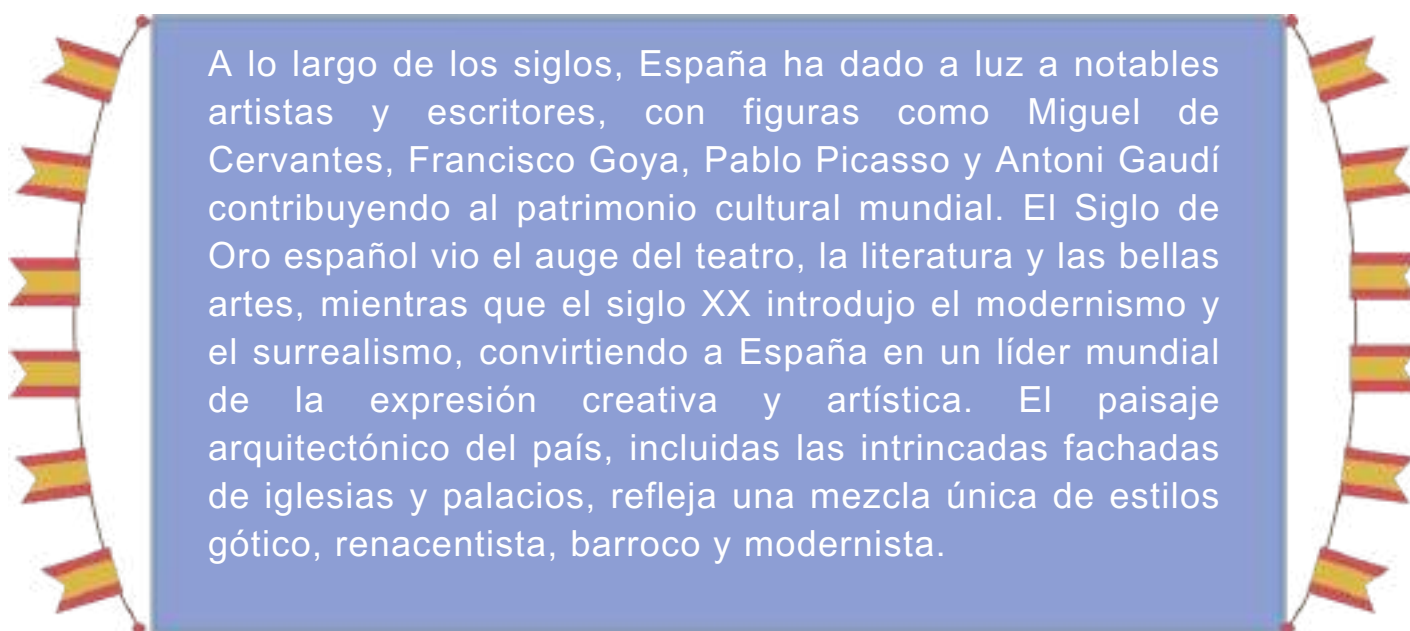 A lo largo de los siglos, España ha dado a luz a notables
artistas y escritores, con figuras como Miguel de
Cervantes, Francisco Goya, Pablo Picasso y Antoni Gaudí
contribuyendo al patrimonio cultural mundial. El Siglo de
Oro español vio el auge del teatro, la literatura y las bellas
artes, mientras que el siglo XX introdujo el modernismo y
el surrealismo, convirtiendo a España en un líder mundial
de la expresión creativa y artística. El paisaje
arquitectónico del país, incluidas las intrincadas fachadas
de iglesias y palacios, refleja una mezcla única de estilos
gótico, renacentista, barroco y modernista.